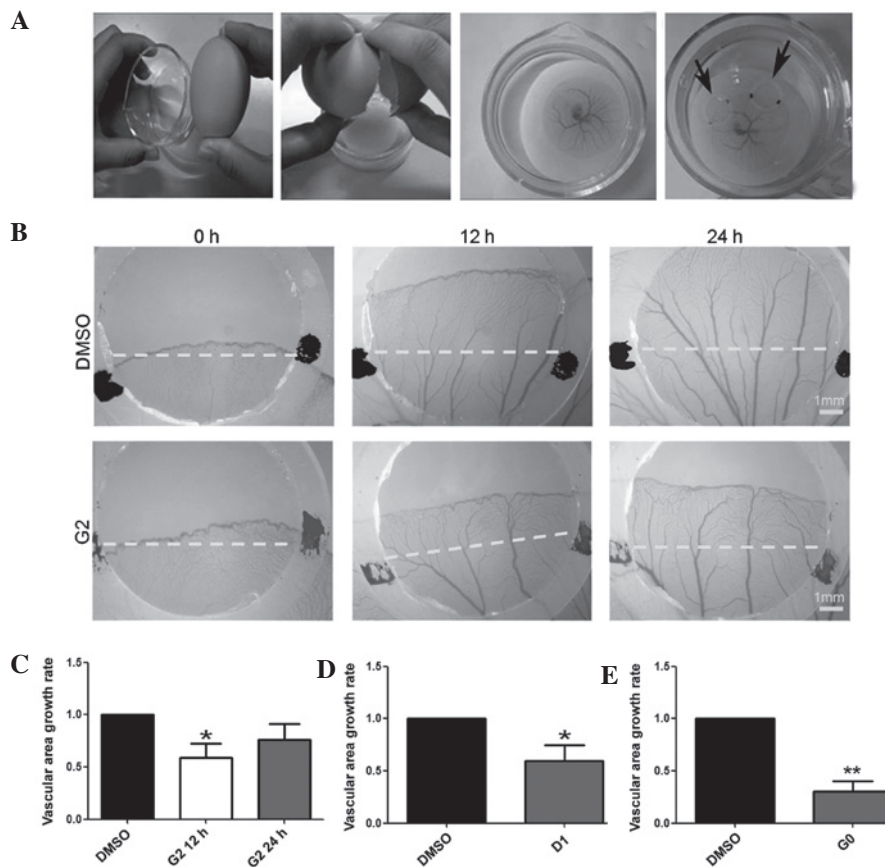 A
B
0 h 12 h 24 h
DMSO
1mm
G2
1mm
C
Vascular area growth rate
1.5
1.0
0.5
0.0
DMSO G2 12 h G2 24 h
*
D
Vascular area growth rate
1.5
1.0
0.5
0.0
DMSO D1
*
E
Vascular area growth rate
1.5
1.0
0.5
0.0
DMSO G0
**